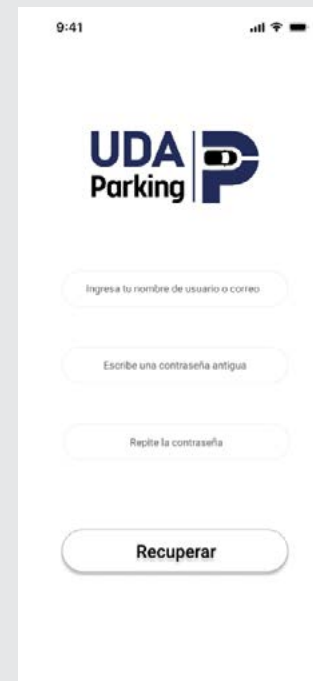 9:41
UDA
Parking
Ingresa tu nombre de usuario o correo
Escribe una contraseña antigua
Repite la contraseña
Recuperar